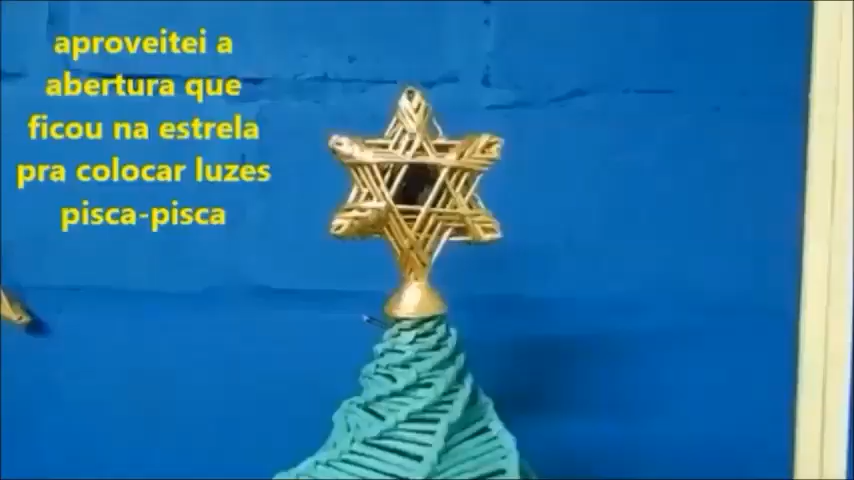 aproveitei a
abertura que
ficou na estrela
pra colocar luzes
pisca-pisca